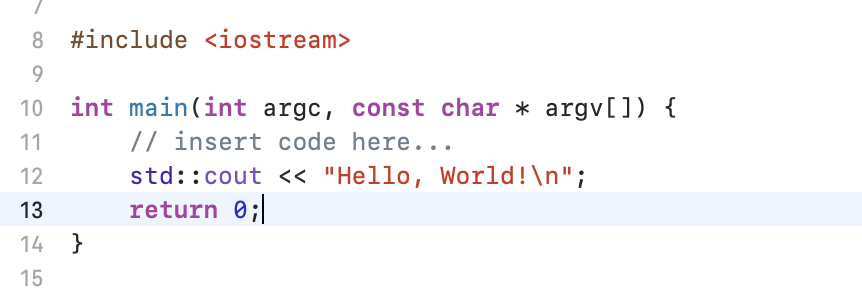 7
8 #include <iostream>
9
10 int main(int argc, const char * argv[]) {
11     // insert code here...
12     std::cout << "Hello, World!\n";
13     return 0;
14 }
15